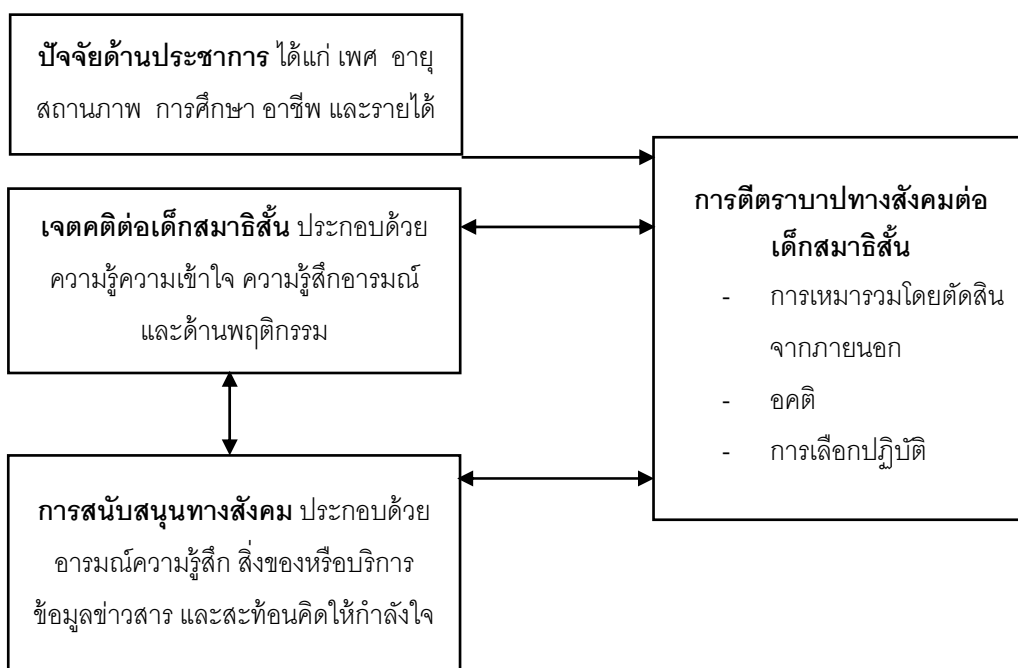 ปัจจัยด้านประชาการ ได้แก่ เพศ อายุ
สถานภาพ การศึกษา อาชีพ และรายได้
เจตคติต่อเด็กสมาธิสั้น ประกอบด้วย
ความรู้ความเข้าใจ ความรู้สึกอารมณ์
และด้านพฤติกรรม
การสนับสนุนทางสังคม ประกอบด้วย
อารมณ์ความรู้สึก สิ่งของหรือบริการ
ข้อมูลข่าวสาร และสะท้อนคิดให้กำลังใจ
การตีตราบาปทางสังคมต่อ
เด็กสมาธิสั้น
- การเหมารวมโดยตัดสิน
จากภายนอก
- อคติ
- การเลือกปฏิบัติ